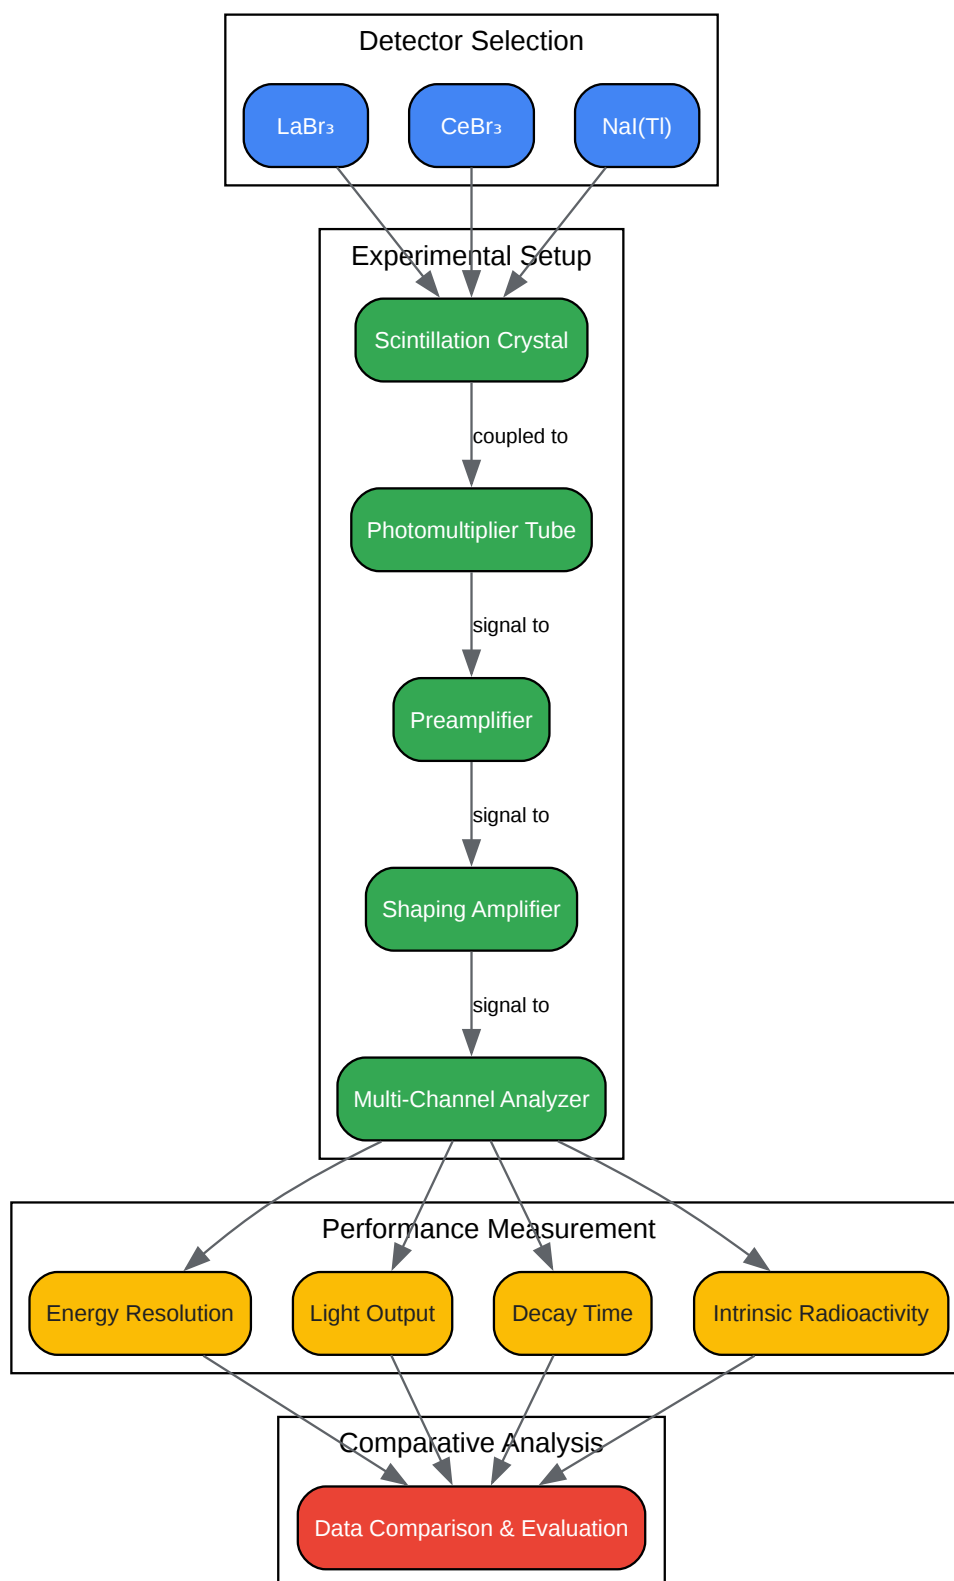 Detector Selection
LaBr₃
CeBr₃
NaI(Tl)
Experimental Setup
Scintillation Crystal
coupled to
Photomultiplier Tube
signal to
Preamplifier
signal to
Shaping Amplifier
signal to
Multi-Channel Analyzer
Performance Measurement
Energy Resolution
Light Output
Decay Time
Intrinsic Radioactivity
Comparative Analysis
Data Comparison & Evaluation